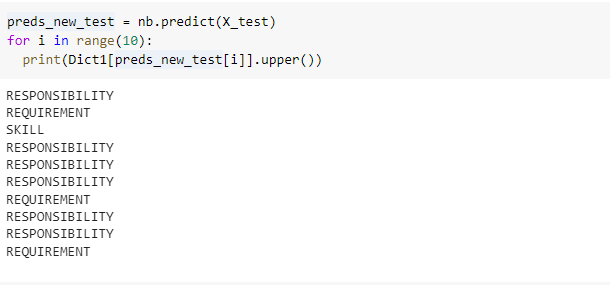 preds_new_test = nb.predict(X_test)
for i in range(10):
  print(Dict1[preds_new_test[i]].upper())
RESPONSIBILITY
REQUIREMENT
SKILL
RESPONSIBILITY
RESPONSIBILITY
RESPONSIBILITY
REQUIREMENT
RESPONSIBILITY
RESPONSIBILITY
REQUIREMENT